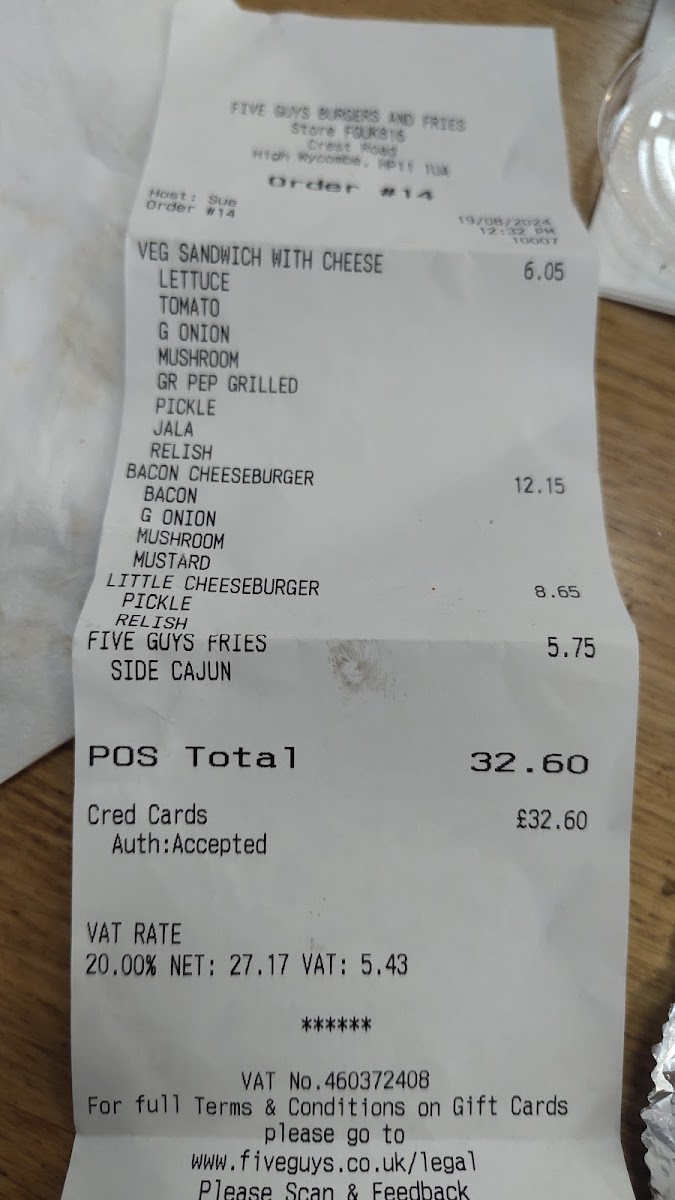 FIVE GUYS BURGERS AND FRIES
Store FGUK816
Crest Road
High Wycombe, HP11 1UA
Order #14
Host: Sue
Order #14
19/08/2024
12:32 PM
10007
VEG SANDWICH WITH CHEESE 6.05
LETTUCE
TOMATO
G ONION
MUSHROOM
GR PEP GRILLED
PICKLE
JALA
RELISH
BACON CHEESEBURGER 12.15
BACON
G ONION
MUSHROOM
MUSTARD
LITTLE CHEESEBURGER 8.65
PICKLE
RELISH
FIVE GUYS FRIES 5.75
SIDE CAJUN
POS Total 32.60
Cred Cards £32.60
Auth:Accepted
VAT RATE
20.00% NET: 27.17 VAT: 5.43
******
VAT No.460372408
For full Terms & Conditions on Gift Cards
please go to
www.fiveguys.co.uk/legal
Please Scan & Feedback